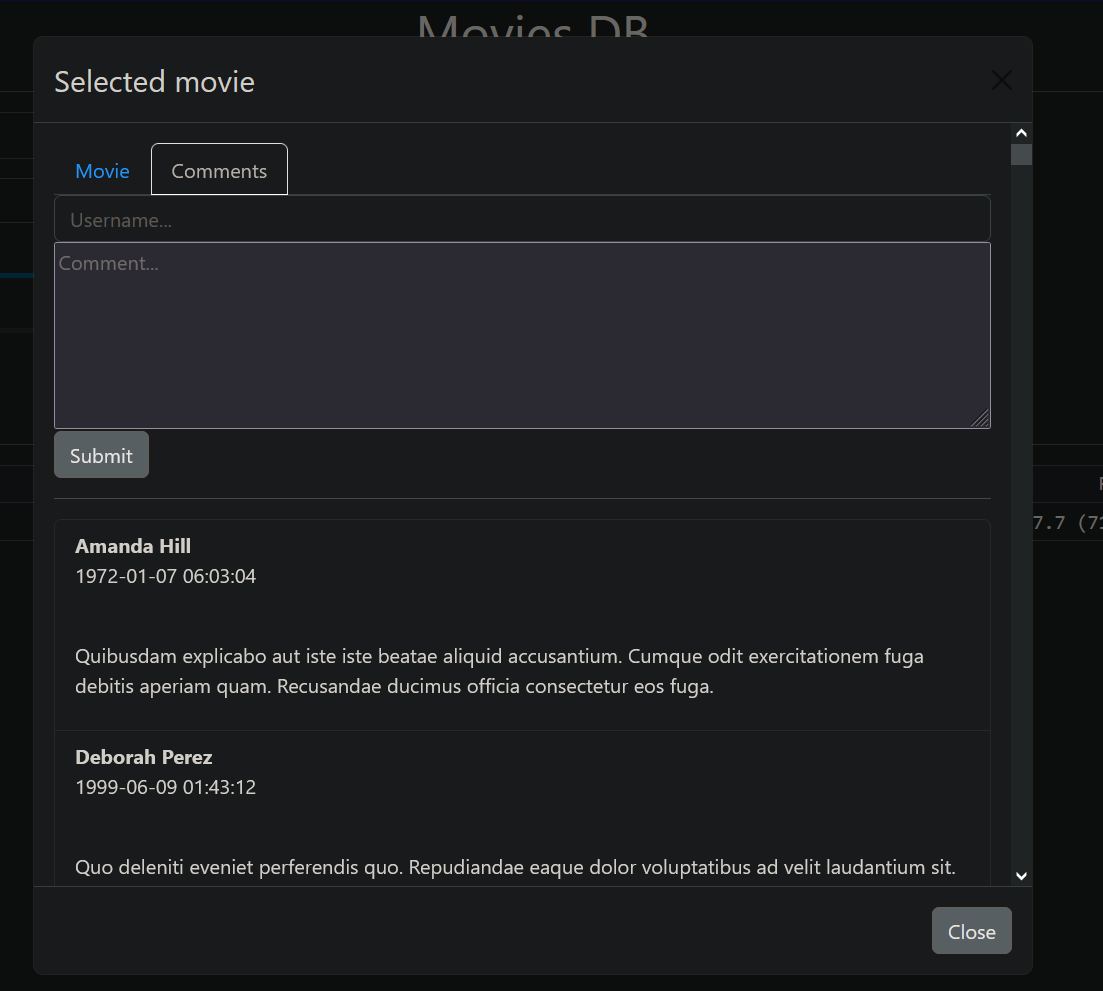 Movies DB
Selected movie
Movie
Comments
Username...
Comment...
Submit
Amanda Hill
1972-01-07 06:03:04
Quibusdam explicabo aut iste iste beatae aliquid accusantium. Cumque odit exercitationem fuga
debitis aperiam quam. Recusandae ducimus officia consectetur eos fuga.
7.7
Deborah Perez
1999-06-09 01:43:12
Quo deleniti eveniet perferendis quo. Repudiandae eaque dolor voluptatibus ad velit laudantium sit.
Close